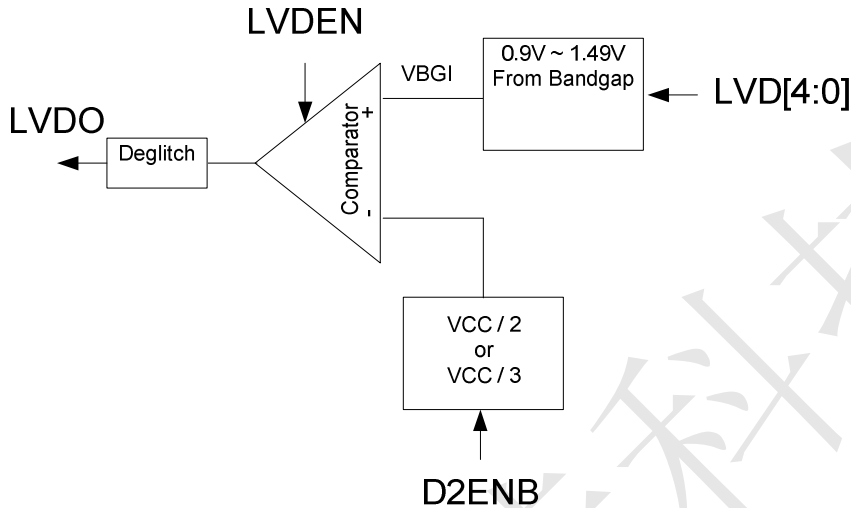 LVDEN
0.9V ~ 1.49V
From Bandgap
VBGI
LVD[4:0]
LVDO
Deglitch
Comparator
+
-
VCC / 2
or
VCC / 3
D2ENB
科